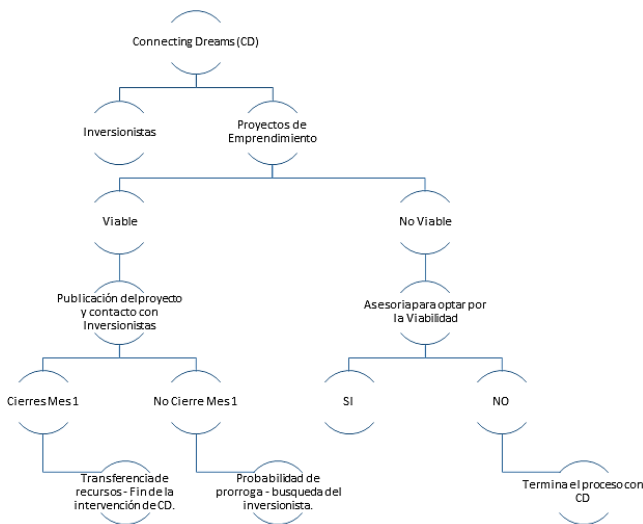 Connecting Dreams (CD)
Inversionistas
Proyectos de
Emprendimiento
Viable
No Viable
Publicación del proyecto
y contacto con
Inversionistas
Asesoria para optar por
la Viabilidad
Cierres Mes 1
No Cierre Mes 1
SI
NO
Transferencia de
recursos - Fin de la
intervención de CD.
Probabilidad de
prorroga - busqueda del
inversionista.
Termina el proceso con
CD